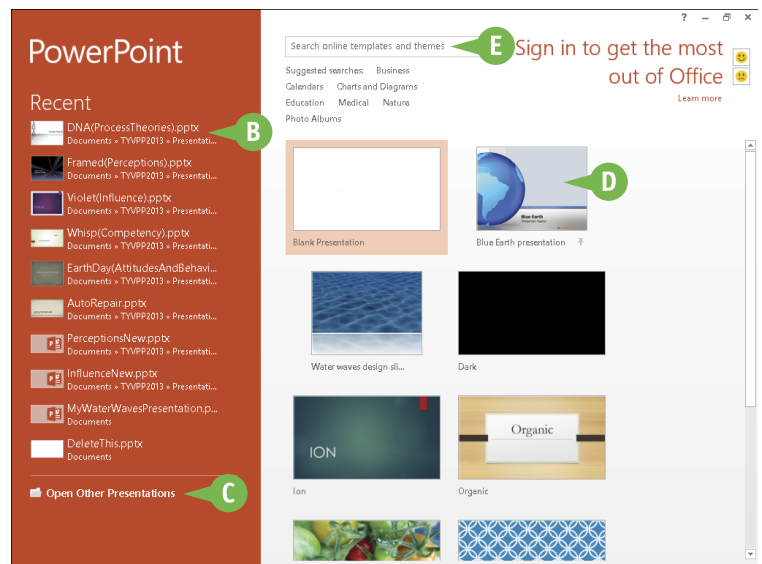 PowerPoint
Recent
DNA(ProcessTheories).pptx
Documents » TYVPP2013 » Presentati...
B
Framed(Perceptions).pptx
Documents » TYVPP2013 » Presentati...
Violet(Influence).pptx
Documents » TYVPP2013 » Presentati...
Whisp(Competency).pptx
Documents » TYVPP2013 » Presentati...
EarthDay(AttitudesAndBehavi...
Documents » TYVPP2013 » Presentati...
AutoRepair.pptx
Documents » TYVPP2013 » Presentati...
PerceptionsNew.pptx
Documents » TYVPP2013 » Presentati...
InfluenceNew.pptx
Documents » TYVPP2013 » Presentati...
MyWaterWavesPresentation.p...
Documents
DeleteThis.pptx
Documents
Open Other Presentations
C
?
Search online templates and themes
E
Sign in to get the most
out of Office
Learn more
Suggested searches: Business
Calendars Charts and Diagrams
Education Medical Nature
Photo Albums
Blank Presentation
Blue Earth
Presenter Name
D
Blue Earth presentation
Water waves design sli...
Dark
ION
Ion
Organic
Organic